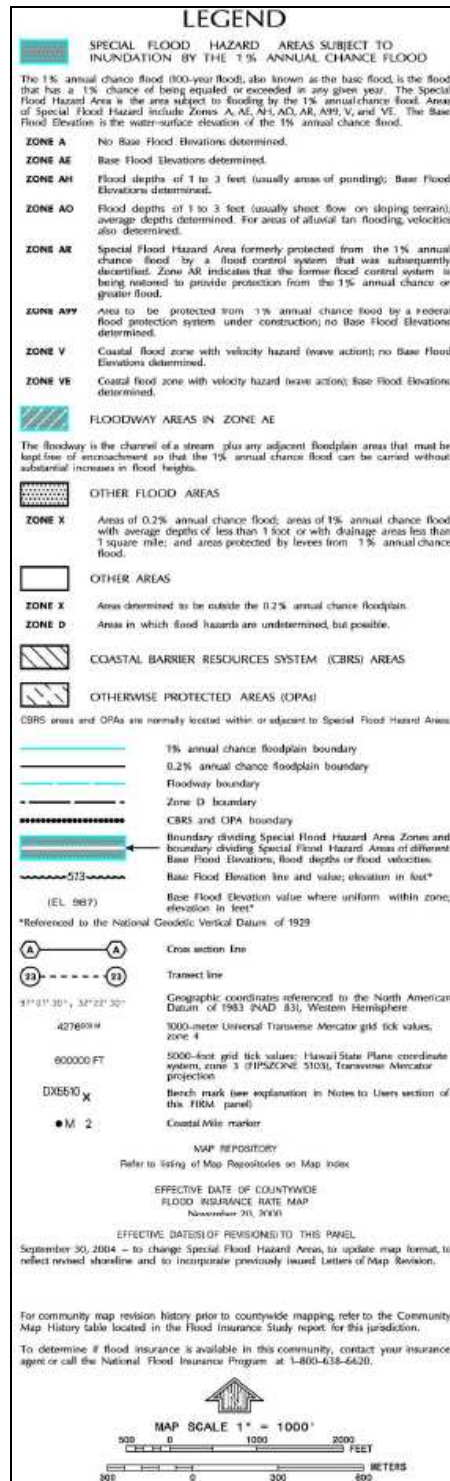 LEGEND
SPECIAL FLOOD HAZARD AREAS SUBJECT TO
INUNDATION BY THE 1% ANNUAL CHANCE FLOOD
The 1% annual chance flood (100-year flood), also known as the base flood, is the flood
that has a 1% chance of being equaled or exceeded in any given year. The Special
Flood Hazard Area is the area subject to flooding by the 1% annual chance flood. Areas
of Special Flood Hazard include Zones A, AE, AH, AO, AR, A99, V, and VE. The Base
Flood Elevation is the water-surface elevation of the 1% annual chance flood.
ZONE A No Base Flood Elevations determined.
ZONE AE Base Flood Elevations determined.
ZONE AH Flood depths of 1 to 3 feet (usually areas of ponding); Base Flood
Elevations determined.
ZONE AO Flood depths of 1 to 3 feet (usually sheet flow on sloping terrain);
average depths determined. For areas of alluvial fan flooding, velocities
also determined.
ZONE AR Special Flood Hazard Area formerly protected from the 1% annual
chance flood by a flood control system that was subsequently
decertified. Zone AR indicates that the former flood control system is
being restored to provide protection from the 1% annual chance or
greater flood.
ZONE A99 Area to be protected from 1% annual chance flood by a Federal
flood protection system under construction; no Base Flood Elevations
determined.
ZONE V Coastal flood zone with velocity hazard (wave action); no Base Flood
Elevations determined.
ZONE VE Coastal flood zone with velocity hazard (wave action); Base Flood Elevations
determined.
FLOODWAY AREAS IN ZONE AE
The floodway is the channel of a stream plus any adjacent floodplain areas that must be
kept free of encroachment so that the 1% annual chance flood can be carried without
substantial increases in flood heights.
OTHER FLOOD AREAS
ZONE X Areas of 0.2% annual chance flood; areas of 1% annual chance flood
with average depths of less than 1 foot or with drainage areas less than
1 square mile; and areas protected by levees from 1% annual chance
flood.
OTHER AREAS
ZONE X Areas determined to be outside the 0.2% annual chance floodplain.
ZONE D Areas in which flood hazards are undetermined, but possible.
COASTAL BARRIER RESOURCES SYSTEM (CBRS) AREAS
OTHERWISE PROTECTED AREAS (OPAs)
CBRS areas and OPAs are normally located within or adjacent to Special Flood Hazard Areas.
1% annual chance floodplain boundary
0.2% annual chance floodplain boundary
Floodway boundary
Zone D boundary
CBRS and OPA boundary
Boundary dividing Special Flood Hazard Area Zones and
boundary dividing Special Flood Hazard Areas of different
Base Flood Elevations, flood depths or flood velocities.
513 Base Flood Elevation line and value; elevation in feet*
(EL 987) Base Flood Elevation value where uniform within zone;
elevation in feet*
*Referenced to the National Geodetic Vertical Datum of 1929
A A Cross section line
23 23 Transect line
97°07'30", 32°22'30" Geographic coordinates referenced to the North American
Datum of 1983 (NAD 83), Western Hemisphere
4276000 M 1000-meter Universal Transverse Mercator grid tick values,
zone 4
600000 FT 5000-foot grid tick values: Hawaii State Plane coordinate
system, zone 3 (FIPSZONE 5103), Transverse Mercator
projection
DX5510 X Bench mark (see explanation in Notes to Users section of
this FIRM panel)
●M 2 Coastal Mile marker
MAP REPOSITORY
Refer to listing of Map Repositories on Map Index
EFFECTIVE DATE OF COUNTYWIDE
FLOOD INSURANCE RATE MAP
November 20, 2000
EFFECTIVE DATE(S) OF REVISION(S) TO THIS PANEL
September 30, 2004 – to change Special Flood Hazard Areas, to update map format, to
reflect revised shoreline and to incorporate previously issued Letters of Map Revision.
For community map revision history prior to countywide mapping, refer to the Community
Map History table located in the Flood Insurance Study report for this jurisdiction.
To determine if flood insurance is available in this community, contact your insurance
agent or call the National Flood Insurance Program at 1-800-638-6620.
MAP SCALE 1" = 1000'
500 0 1000 2000
FEET
METERS
300 0 300 600